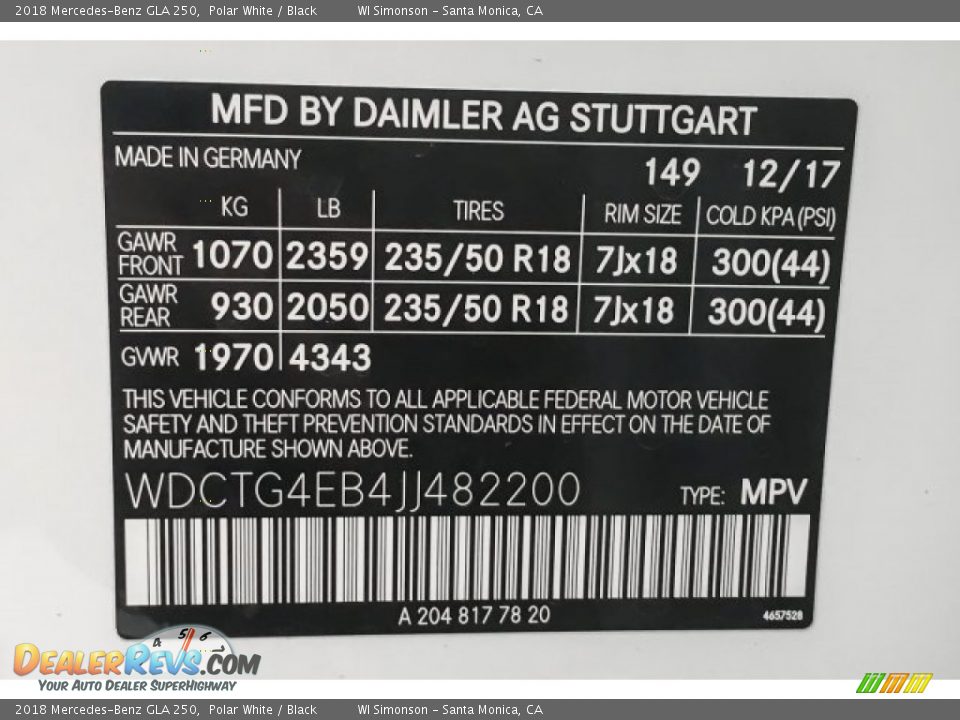 2018 Mercedes-Benz GLA 250, Polar White / Black WI Simonson - Santa Monica, CA
MFD BY DAIMLER AG STUTTGART
MADE IN GERMANY 149 12/17
KG LB TIRES RIM SIZE COLD KPA (PSI)
GAWR FRONT 1070 2359 235/50 R18 7Jx18 300(44)
GAWR REAR 930 2050 235/50 R18 7Jx18 300(44)
GVWR 1970 4343
THIS VEHICLE CONFORMS TO ALL APPLICABLE FEDERAL MOTOR VEHICLE
SAFETY AND THEFT PREVENTION STANDARDS IN EFFECT ON THE DATE OF
MANUFACTURE SHOWN ABOVE.
WDCTG4EB4JJ482200 TYPE: MPV
A 204 817 78 20 4657528
4 5 6 7
DEALERREVS.COM
YOUR AUTO DEALER SUPERHIGHWAY
2018 Mercedes-Benz GLA 250, Polar White / Black WI Simonson - Santa Monica, CA